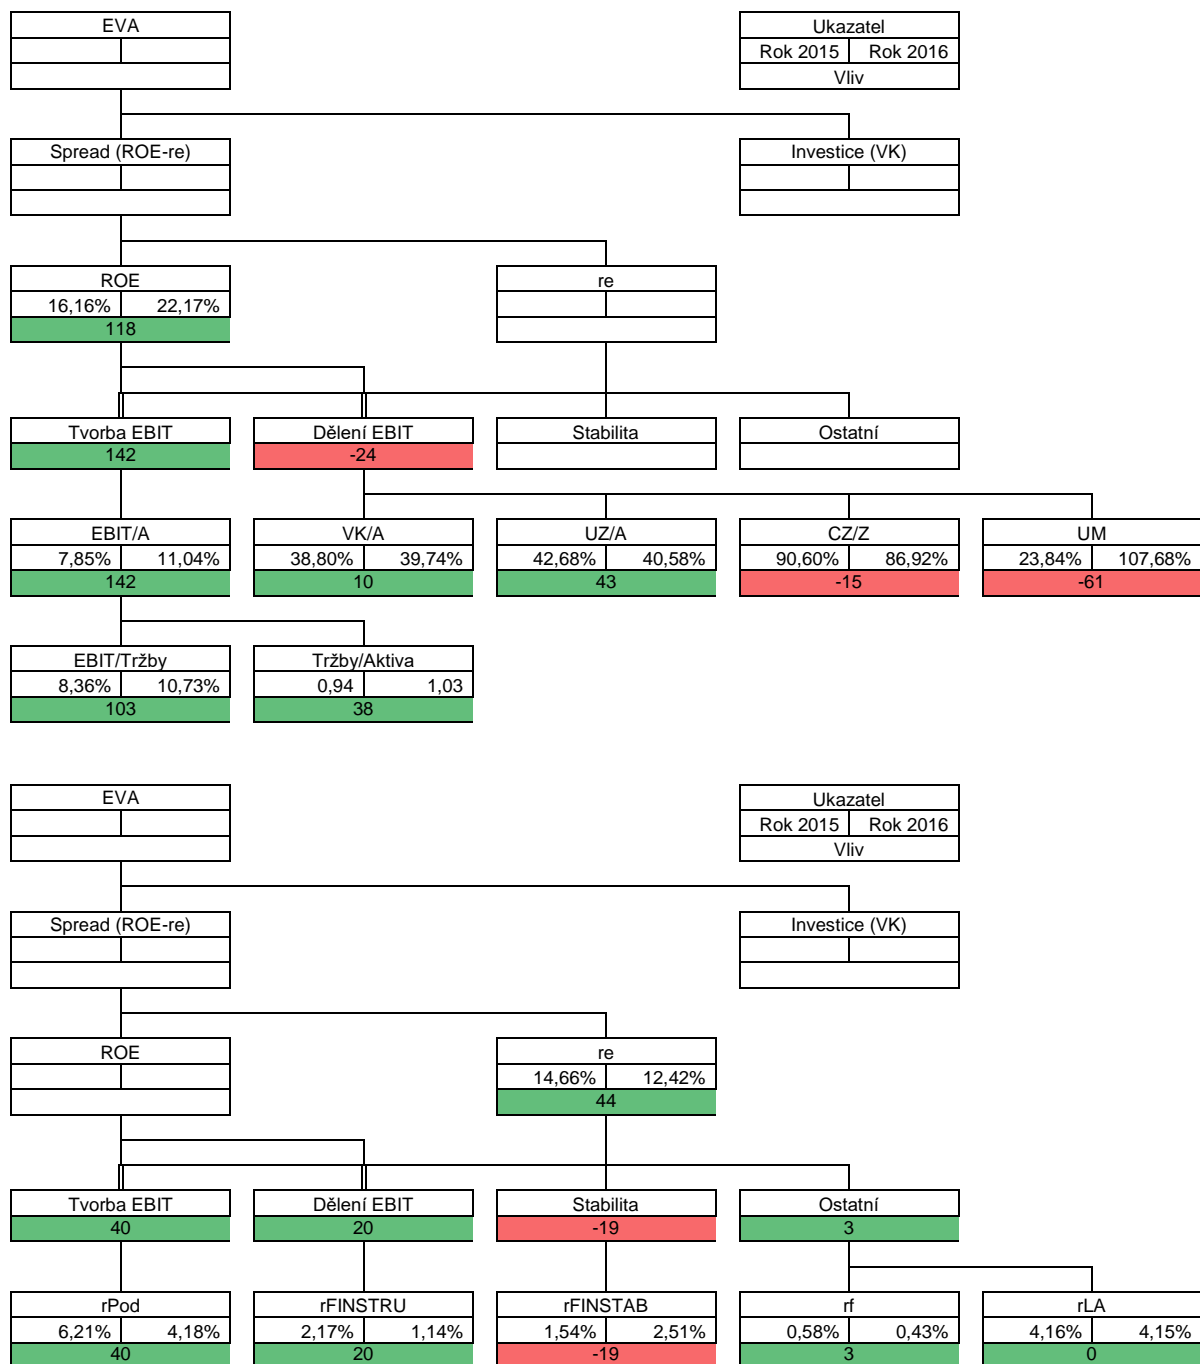 EVA Ukazatel
Rok 2015 Rok 2016
Vliv
Spread (ROE-re) Investice (VK)
ROE re
16,16% 22,17%
118
Tvorba EBIT Dělení EBIT Stabilita Ostatní
142 -24
EBIT/A VK/A UZ/A CZ/Z UM
7,85% 11,04% 38,80% 39,74% 42,68% 40,58% 90,60% 86,92% 23,84% 107,68%
142 10 43 -15 -61
EBIT/Tržby Tržby/Aktiva
8,36% 10,73% 0,94 1,03
103 38
EVA Ukazatel
Rok 2015 Rok 2016
Vliv
Spread (ROE-re) Investice (VK)
ROE re
14,66% 12,42%
44
Tvorba EBIT Dělení EBIT Stabilita Ostatní
40 20 -19 3
rPod rFINSTRU rFINSTAB rf rLA
6,21% 4,18% 2,17% 1,14% 1,54% 2,51% 0,58% 0,43% 4,16% 4,15%
40 20 -19 3 0